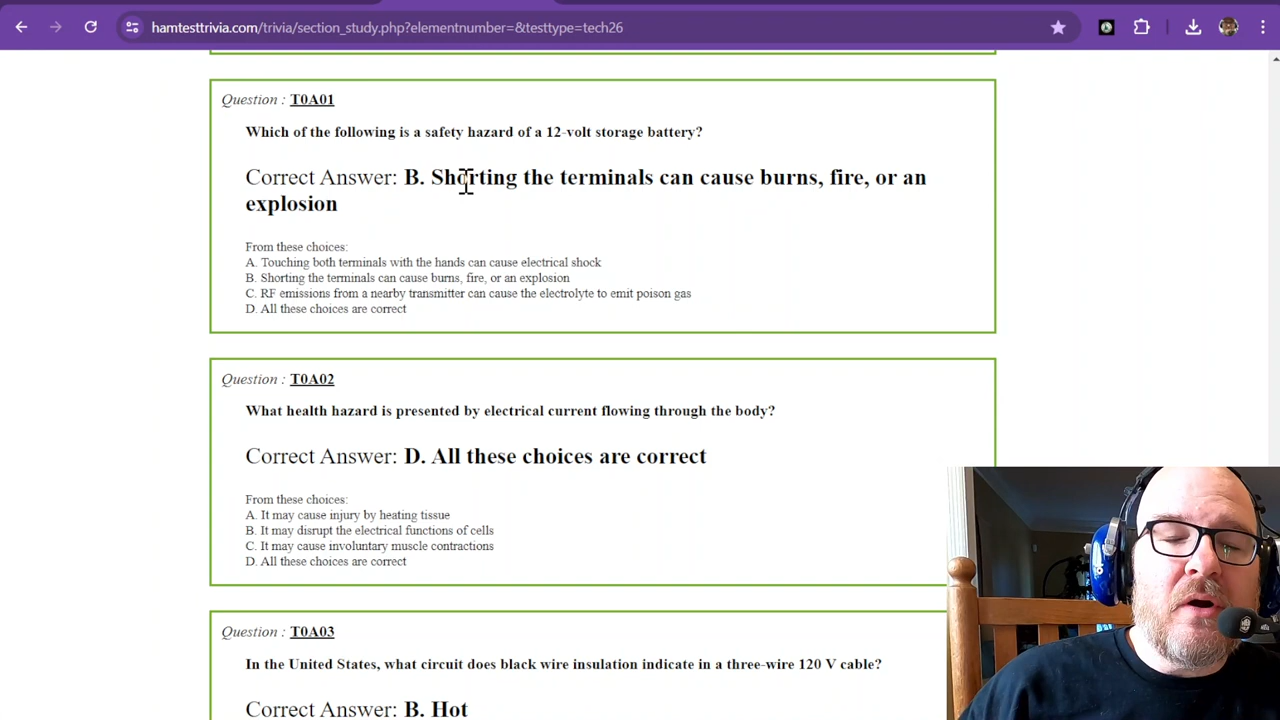 hamtesttrivia.com/trivia/section_study.php?elementnumber=&testtype=tech26
Question : T0A01
Which of the following is a safety hazard of a 12-volt storage battery?
Correct Answer: B. Shorting the terminals can cause burns, fire, or an
explosion
From these choices:
A. Touching both terminals with the hands can cause electrical shock
B. Shorting the terminals can cause burns, fire, or an explosion
C. RF emissions from a nearby transmitter can cause the electrolyte to emit poison gas
D. All these choices are correct
Question : T0A02
What health hazard is presented by electrical current flowing through the body?
Correct Answer: D. All these choices are correct
From these choices:
A. It may cause injury by heating tissue
B. It may disrupt the electrical functions of cells
C. It may cause involuntary muscle contractions
D. All these choices are correct
Question : T0A03
In the United States, what circuit does black wire insulation indicate in a three-wire 120 V cable?
Correct Answer: B. Hot